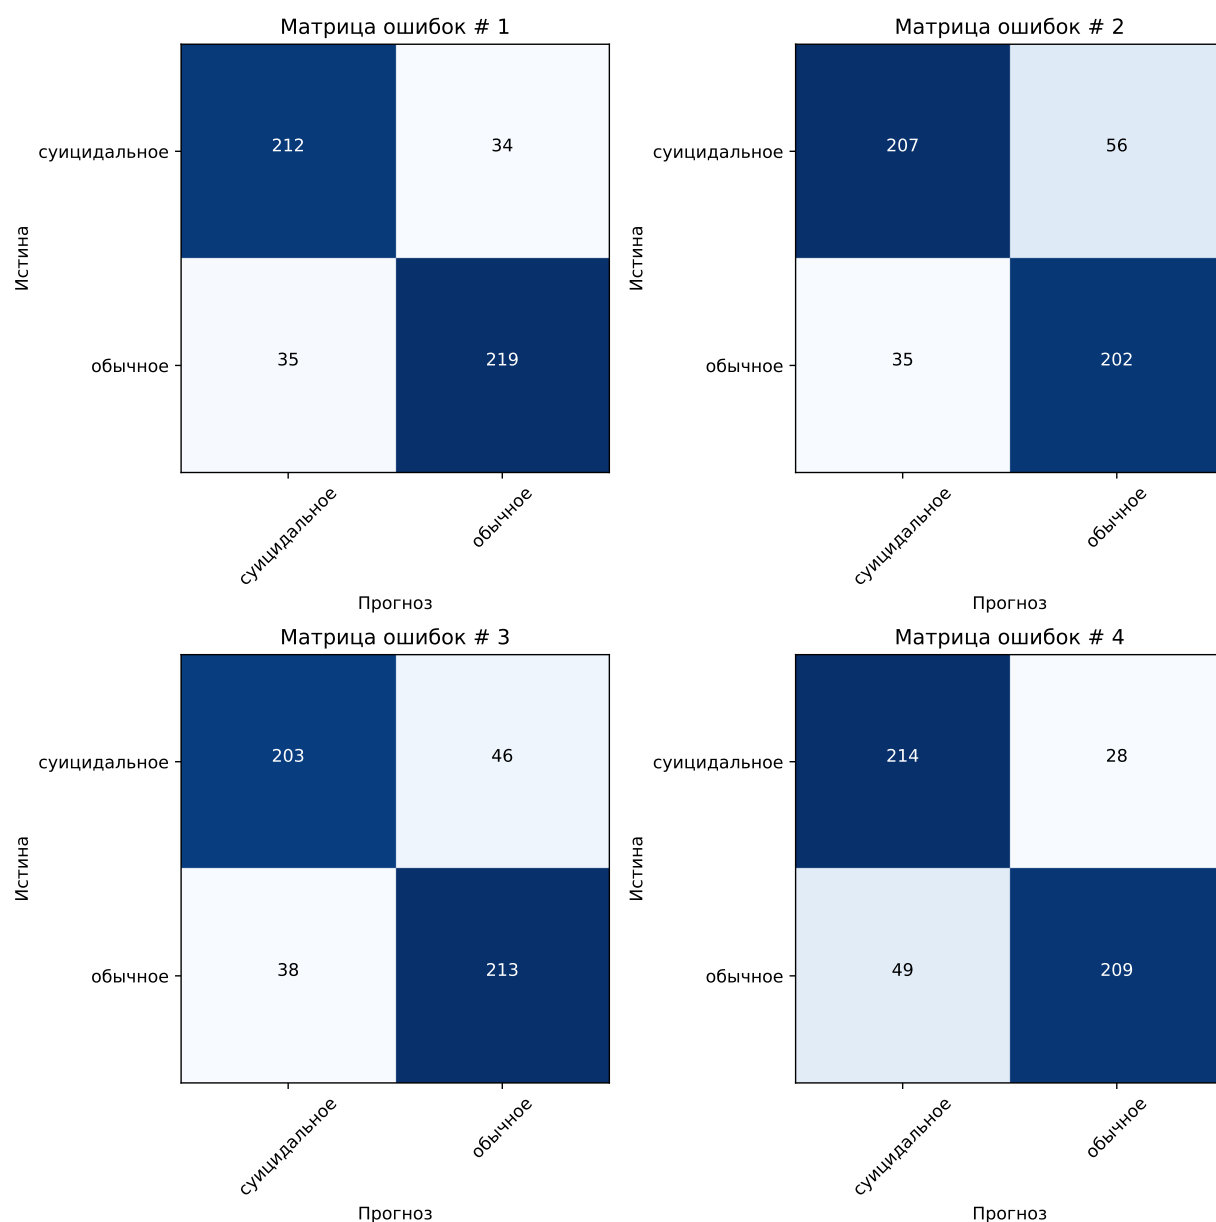 Матрица ошибок # 1
суицидальное
212
34
Истина
обычное
35
219
суицидальное
обычное
Прогноз
Матрица ошибок # 2
суицидальное
207
56
Истина
обычное
35
202
суицидальное
обычное
Прогноз
Матрица ошибок # 3
суицидальное
203
46
Истина
обычное
38
213
суицидальное
обычное
Прогноз
Матрица ошибок # 4
суицидальное
214
28
Истина
обычное
49
209
суицидальное
обычное
Прогноз